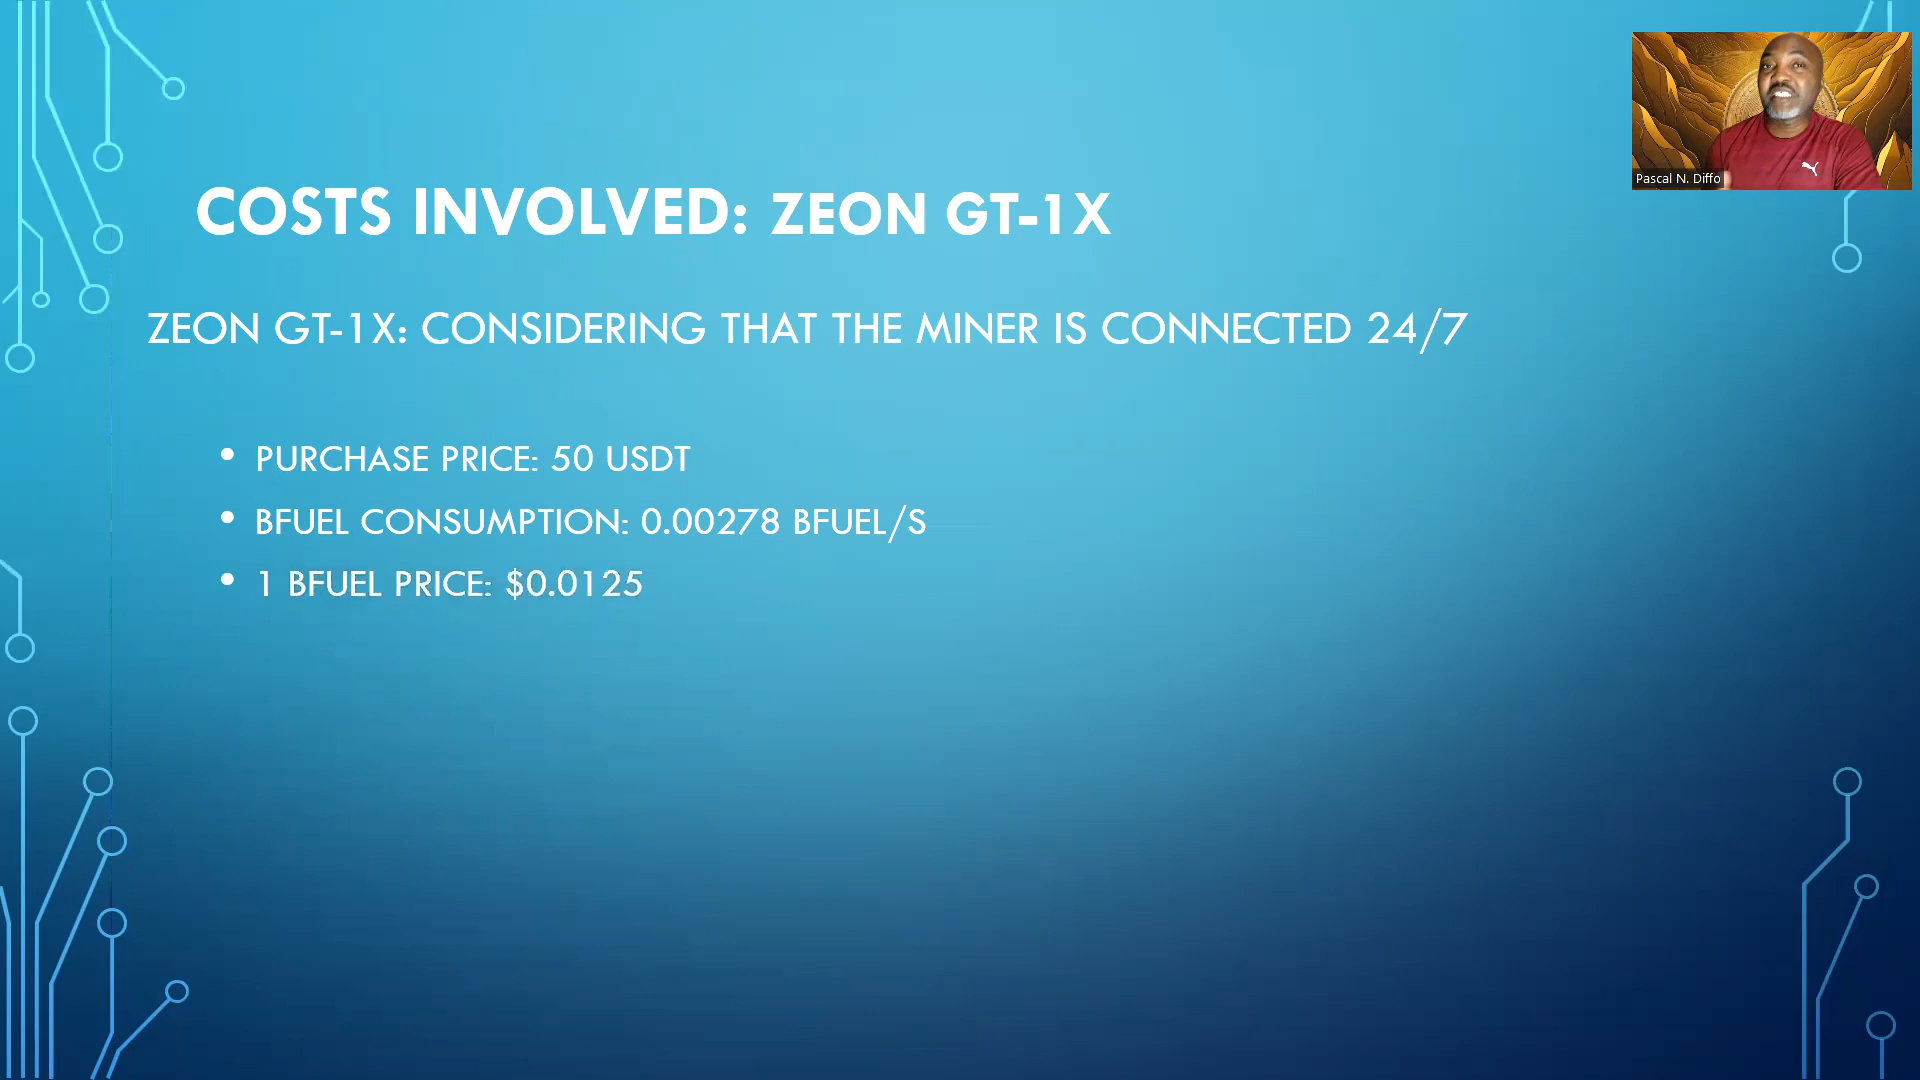 COSTS INVOLVED: ZEON GT-1X
ZEON GT-1X: CONSIDERING THAT THE MINER IS CONNECTED 24/7
• PURCHASE PRICE: 50 USDT
• BFUEL CONSUMPTION: 0.00278 BFUEL/S
• 1 BFUEL PRICE: $0.0125
Pascal N. Diffo